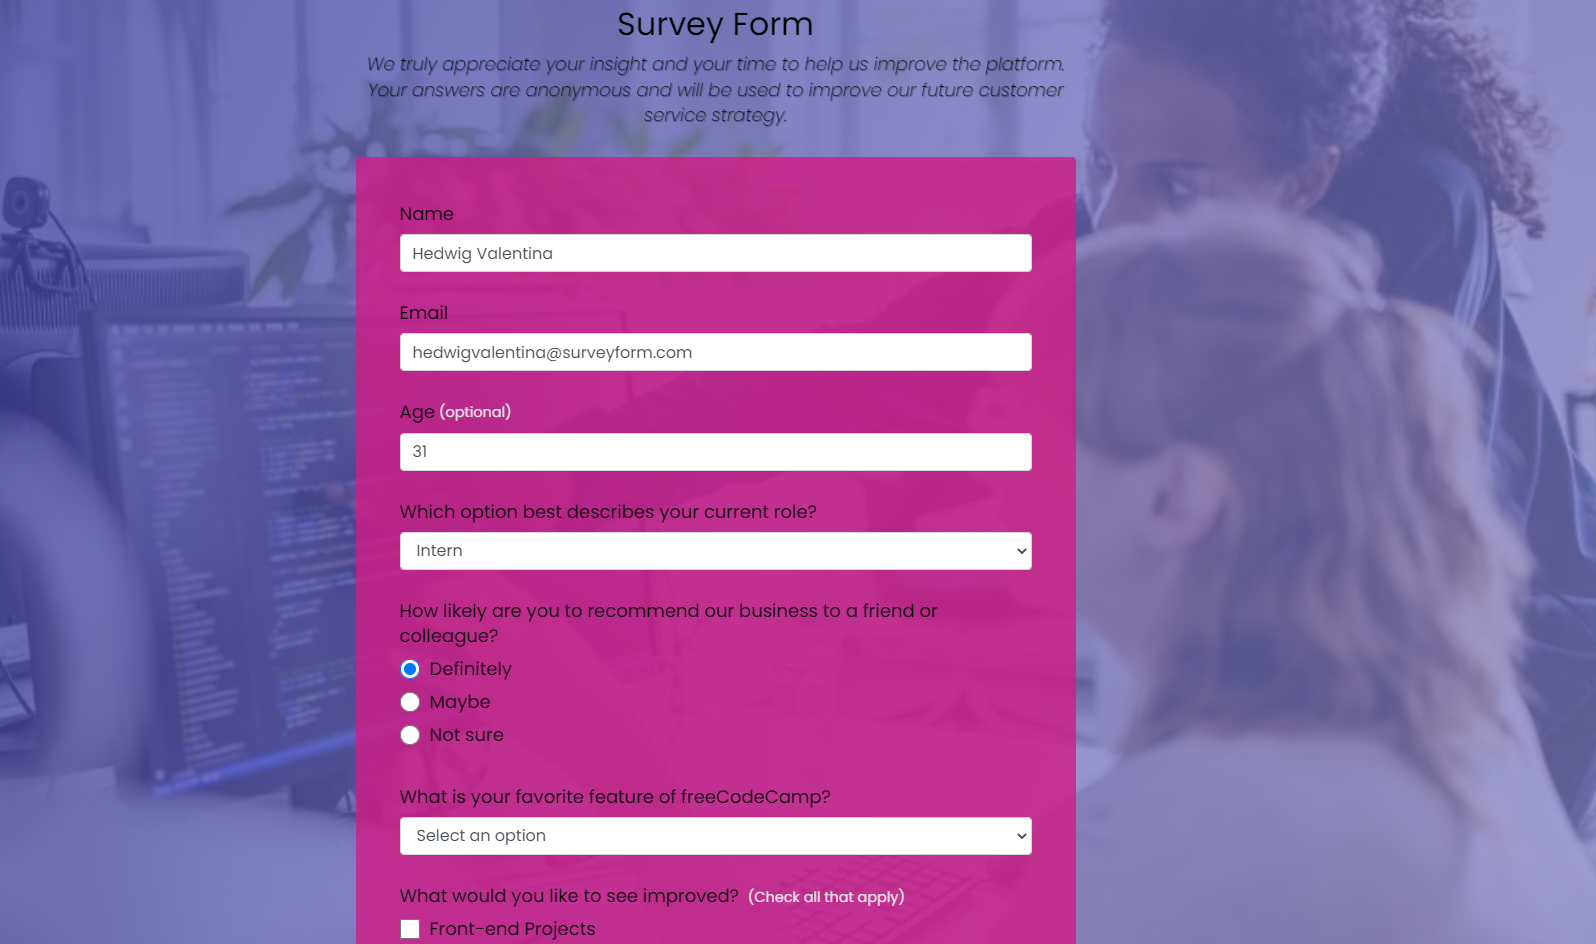 Survey Form
We truly appreciate your insight and your time to help us improve the platform.
Your answers are anonymous and will be used to improve our future customer
service strategy.
Name
Hedwig Valentina
Email
hedwigvalentina@surveyform.com
Age (optional)
31
Which option best describes your current role?
Intern
How likely are you to recommend our business to a friend or
colleague?
Definitely
Maybe
Not sure
What is your favorite feature of freeCodeCamp?
Select an option
What would you like to see improved? (Check all that apply)
Front-end Projects